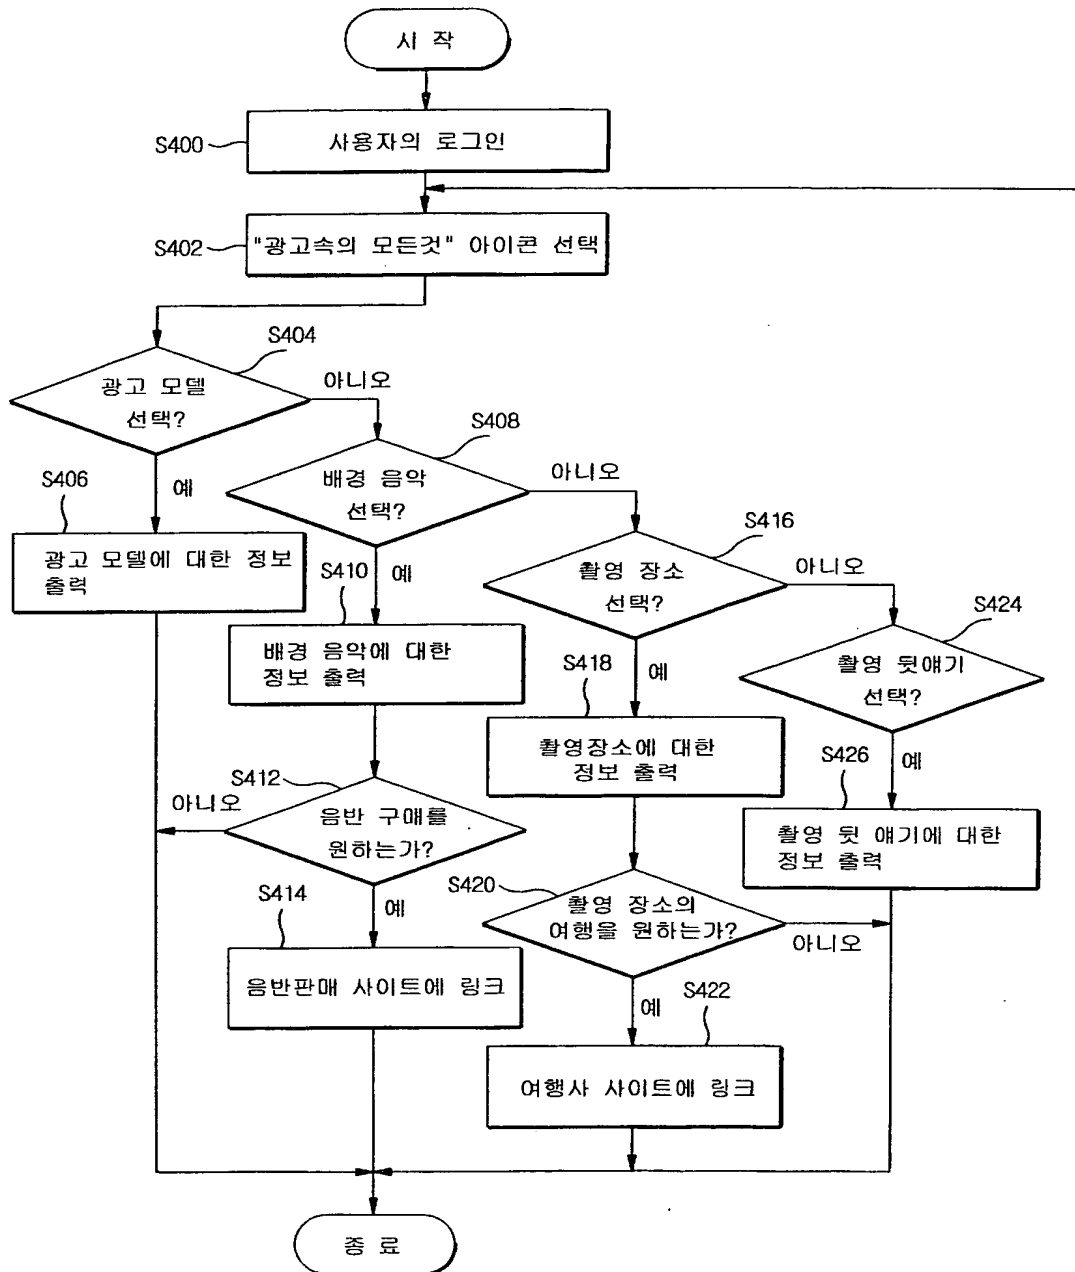 시 작
S400
사용자의 로그인
S402
"광고속의 모든것" 아이콘 선택
S404
광고 모델
선택?
아니오
S408
배경 음악
선택?
아니오
S406
예
광고 모델에 대한 정보
출력
S416
촬영 장소
선택?
아니오
S410
예
배경 음악에 대한
정보 출력
S424
촬영 뒷얘기
선택?
S418
예
촬영장소에 대한
정보 출력
S412
아니오
음반 구매를
원하는가?
S426
예
촬영 뒷 얘기에 대한
정보 출력
S420
촬영 장소의
여행을 원하는가?
아니오
S414
예
음반판매 사이트에 링크
S422
예
여행사 사이트에 링크
종 료